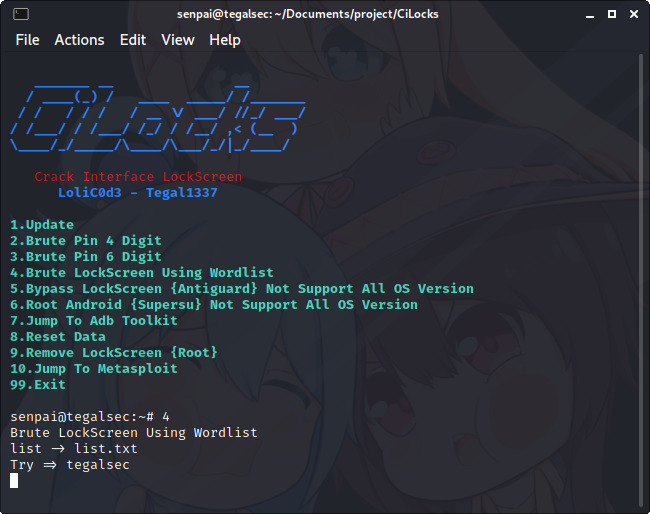 senpai@tegalsec: ~/Documents/project/CiLocks
File Actions Edit View Help
CiLocks
Crack Interface LockScreen
LoliC0d3 - Tegal1337
1.Update
2.Brute Pin 4 Digit
3.Brute Pin 6 Digit
4.Brute LockScreen Using Wordlist
5.Bypass LockScreen {Antiguard} Not Support All OS Version
6.Root Android {Supersu} Not Support All OS Version
7.Jump To Adb Toolkit
8.Reset Data
9.Remove LockScreen {Root}
10.Jump To Metasploit
99.Exit
senpai@tegalsec:~# 4
Brute LockScreen Using Wordlist
list -> list.txt
Try => tegalsec